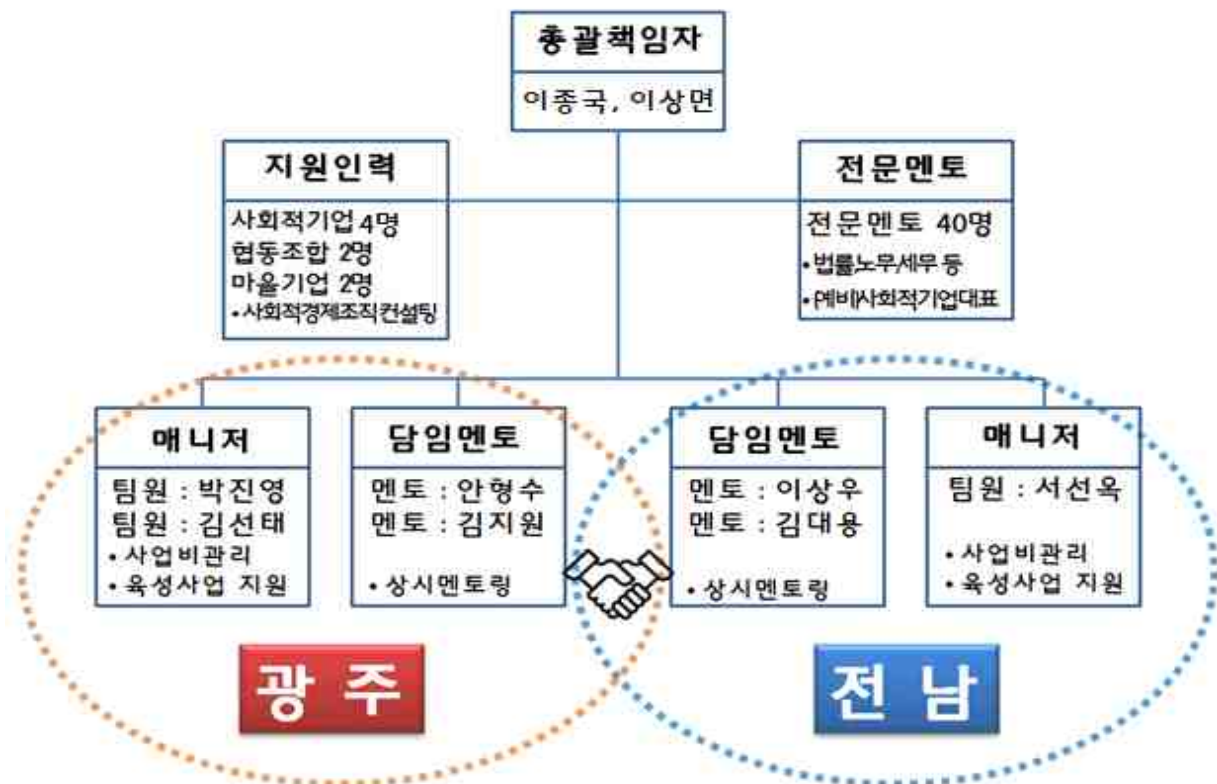 총괄책임자
이종국, 이상면
지원인력
사회적기업 4명
협동조합 2명
마을기업 2명
•사회적경제조직컨설팅
전문멘토
전문멘토 40명
•법률,노무,세무 등
•(예비)사회적기업대표
매니저
팀원 : 박진영
팀원 : 김선태
•사업비관리
•육성사업 지원
담임멘토
멘토 : 안형수
멘토 : 김지원
•상시멘토링
담임멘토
멘토 : 이상우
멘토 : 김대용
•상시멘토링
매니저
팀원 : 서선옥
•사업비관리
•육성사업 지원
광 주
전 남